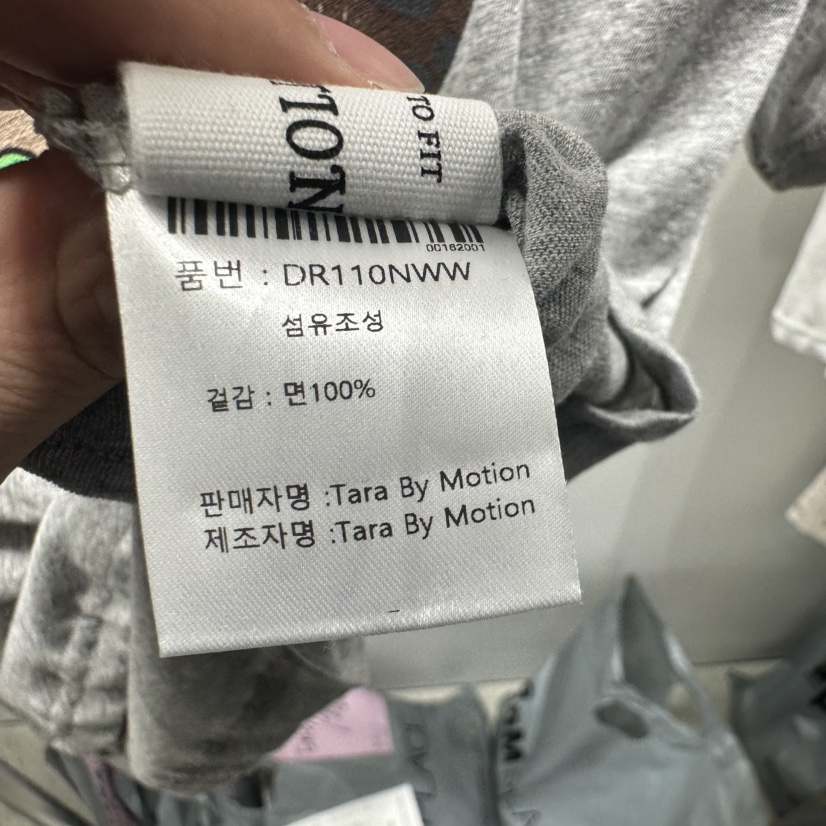 TO FIT
00182001
품번 : DR110NWW
섬유조성
겉감 : 면100%
판매자명 :Tara By Motion
제조자명 :Tara By Motion